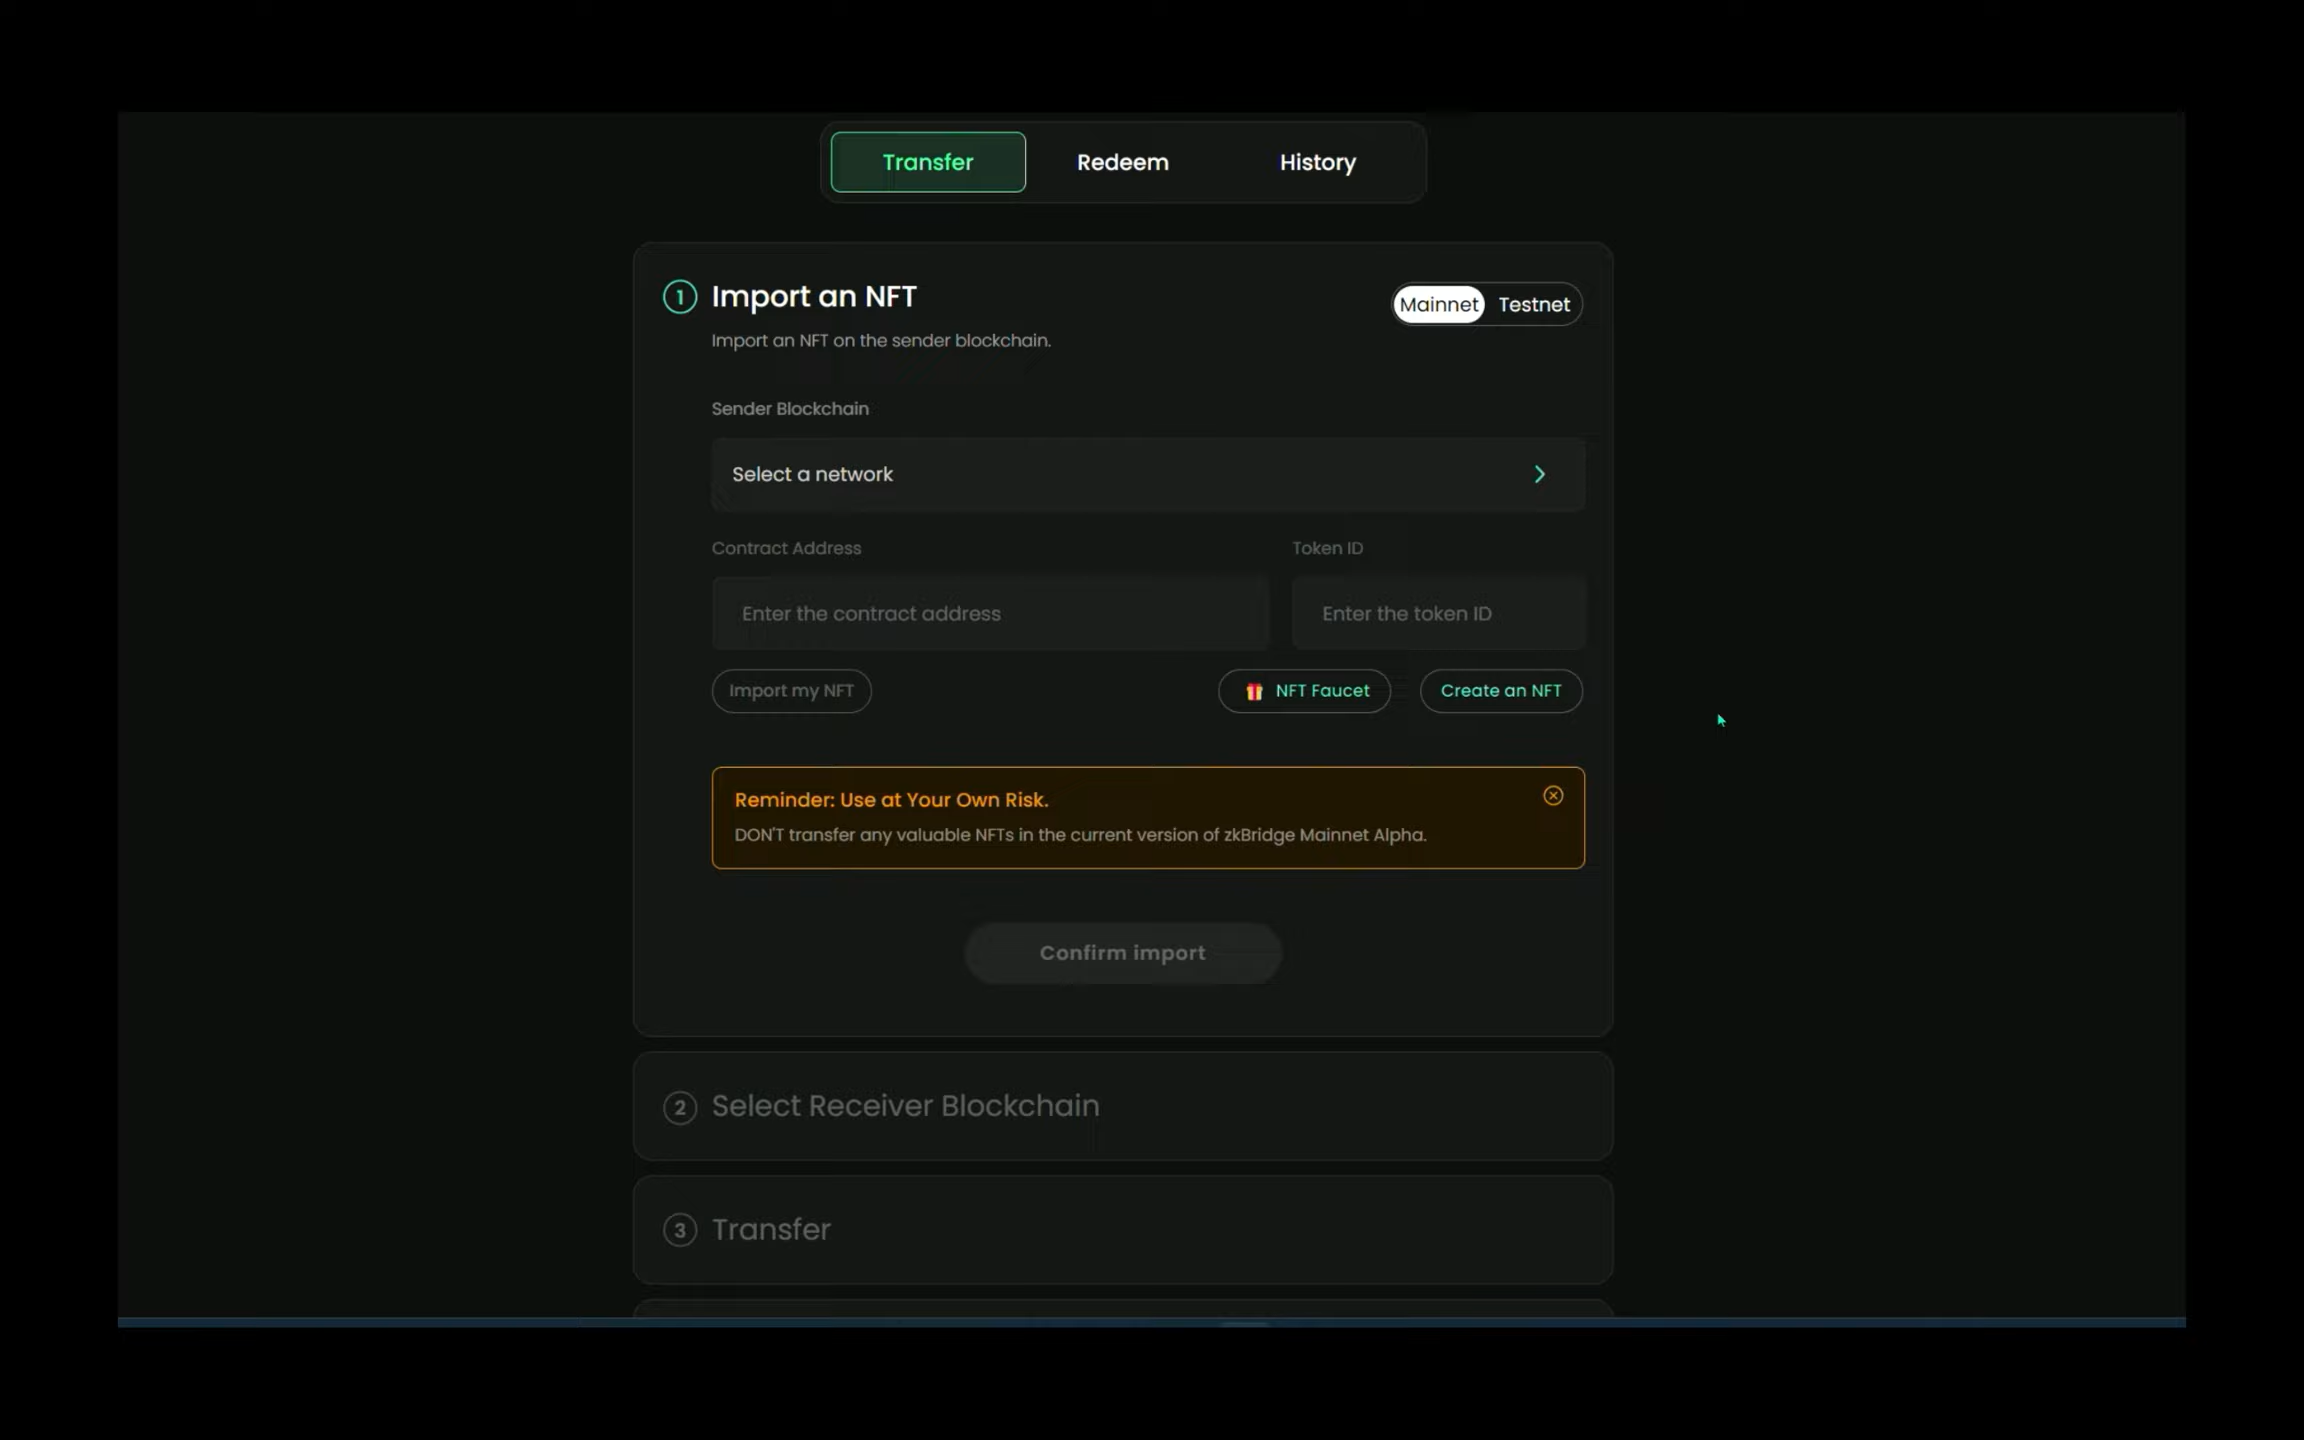 Transfer Redeem History
1 Import an NFT
Mainnet Testnet
Import an NFT on the sender blockchain.
Sender Blockchain
Select a network
Contract Address Token ID
Enter the contract address Enter the token ID
Import my NFT NFT Faucet Create an NFT
Reminder: Use at Your Own Risk.
DON'T transfer any valuable NFTs in the current version of zkBridge Mainnet Alpha.
Confirm import
2 Select Receiver Blockchain
3 Transfer